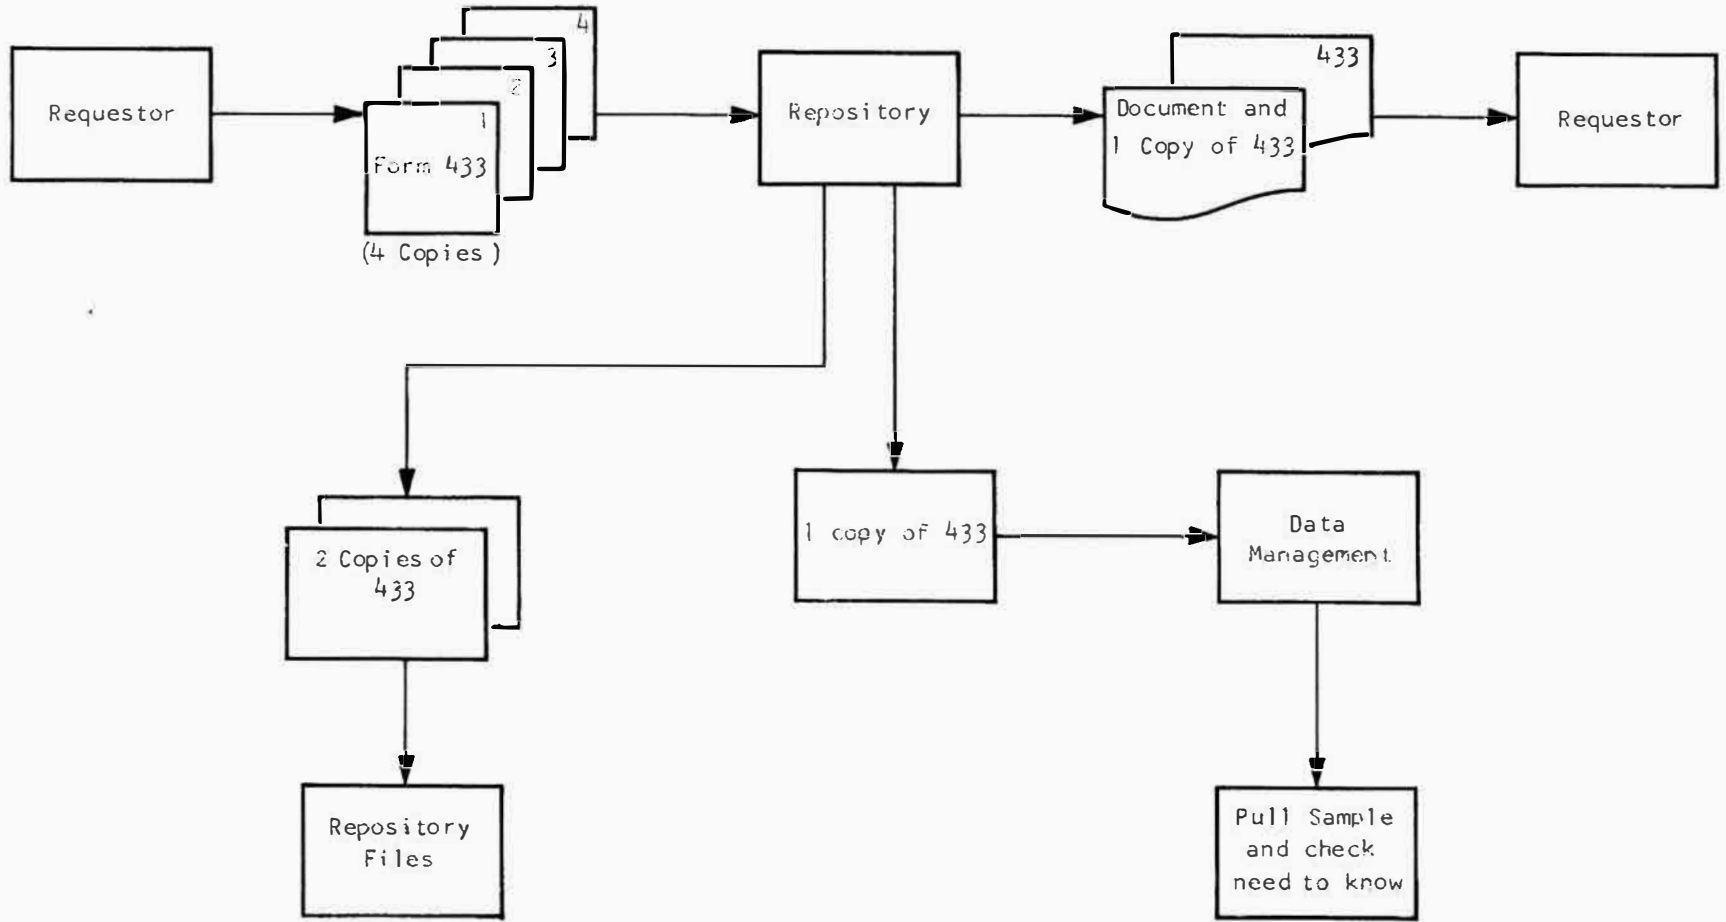 Requestor
4
3
2
1
Form 433
(4 Copies)
Repository
433
Document and
1 Copy of 433
Requestor
2 Copies of
433
1 copy of 433
Data
Management
Repository
Files
Pull Sample
and check
need to know